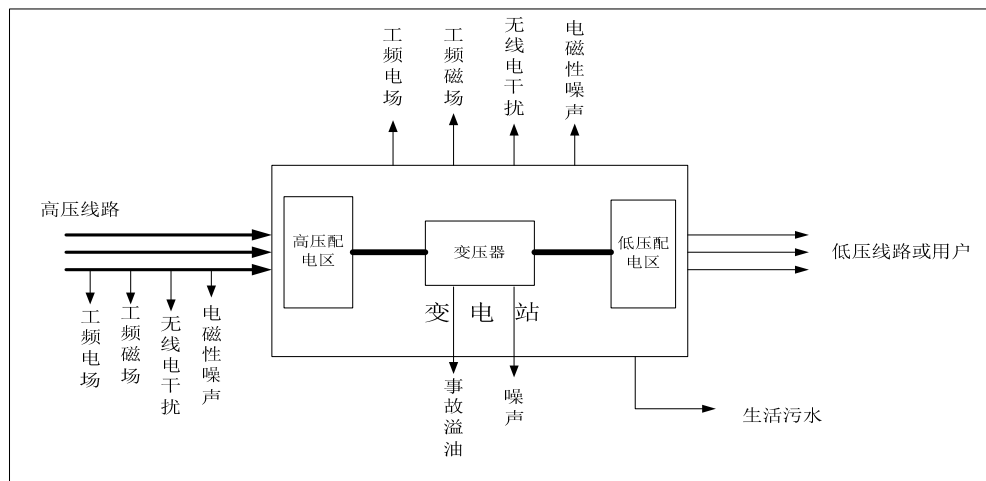 工频电场
工频磁场
无线电干扰
电磁性噪声
高压线路
高压配
电区
变压器
低压配
电区
低压线路或用户
变电站
工频电场
工频磁场
无线电干扰
电磁性噪声
事故溢油
噪声
生活污水